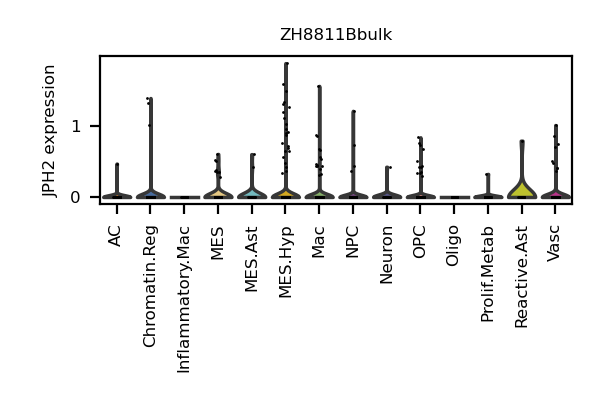 ZH8811Bbulk
JPH2 expression
1
0
AC
Chromatin.Reg
Inflammatory.Mac
MES
MES.Ast
MES.Hyp
Mac
NPC
Neuron
OPC
Oligo
Prolif.Metab
Reactive.Ast
Vasc